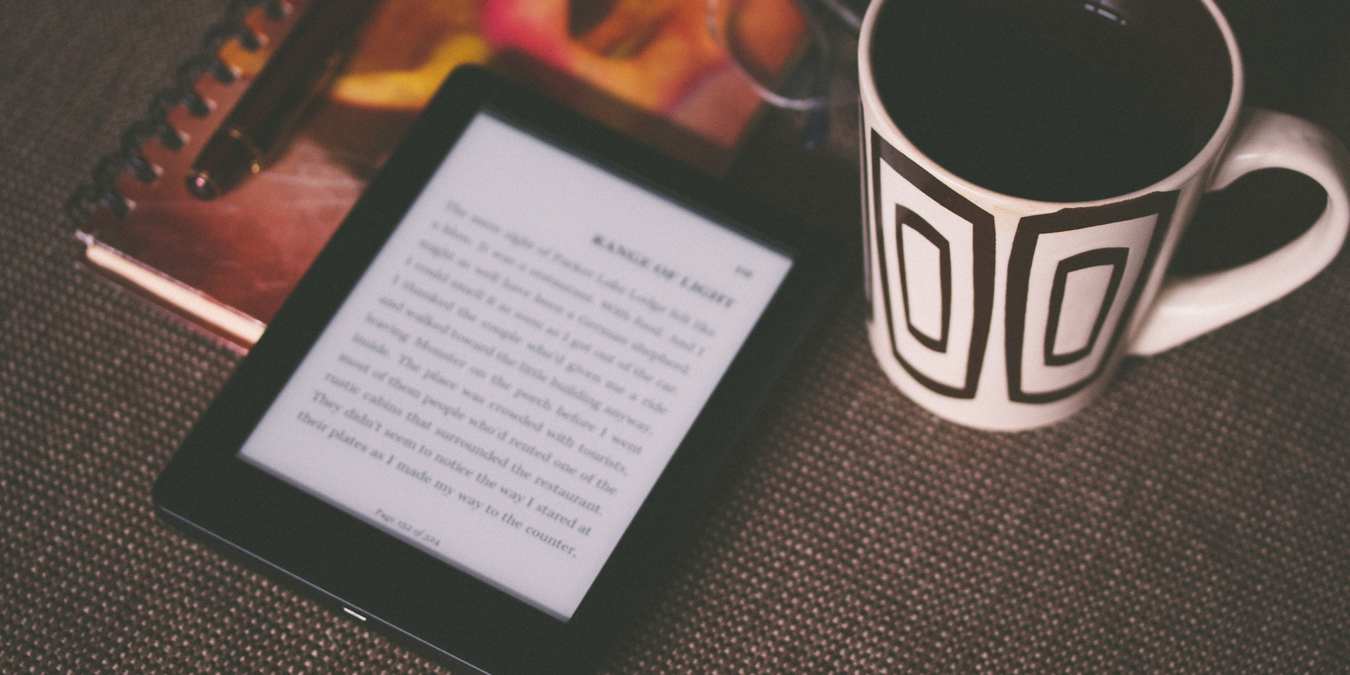 RANGE OF LIGHT
The seven sight of Packer Lake Lodge felt like
a blow. It was a restaurant. With food. And I
might as well have been a German shepherd.
I could smell it as soon as I got out of the car.
I thanked the couple who'd given me a ride
and walked toward the little building anyway,
leaving Monster on the porch before I went
inside. The place was crowded with tourists,
most of them people who'd rented one of the
rustic cabins that surrounded the restaurant.
They didn't seem to notice the way I stared at
their plates as I made my way to the counter,
Page of